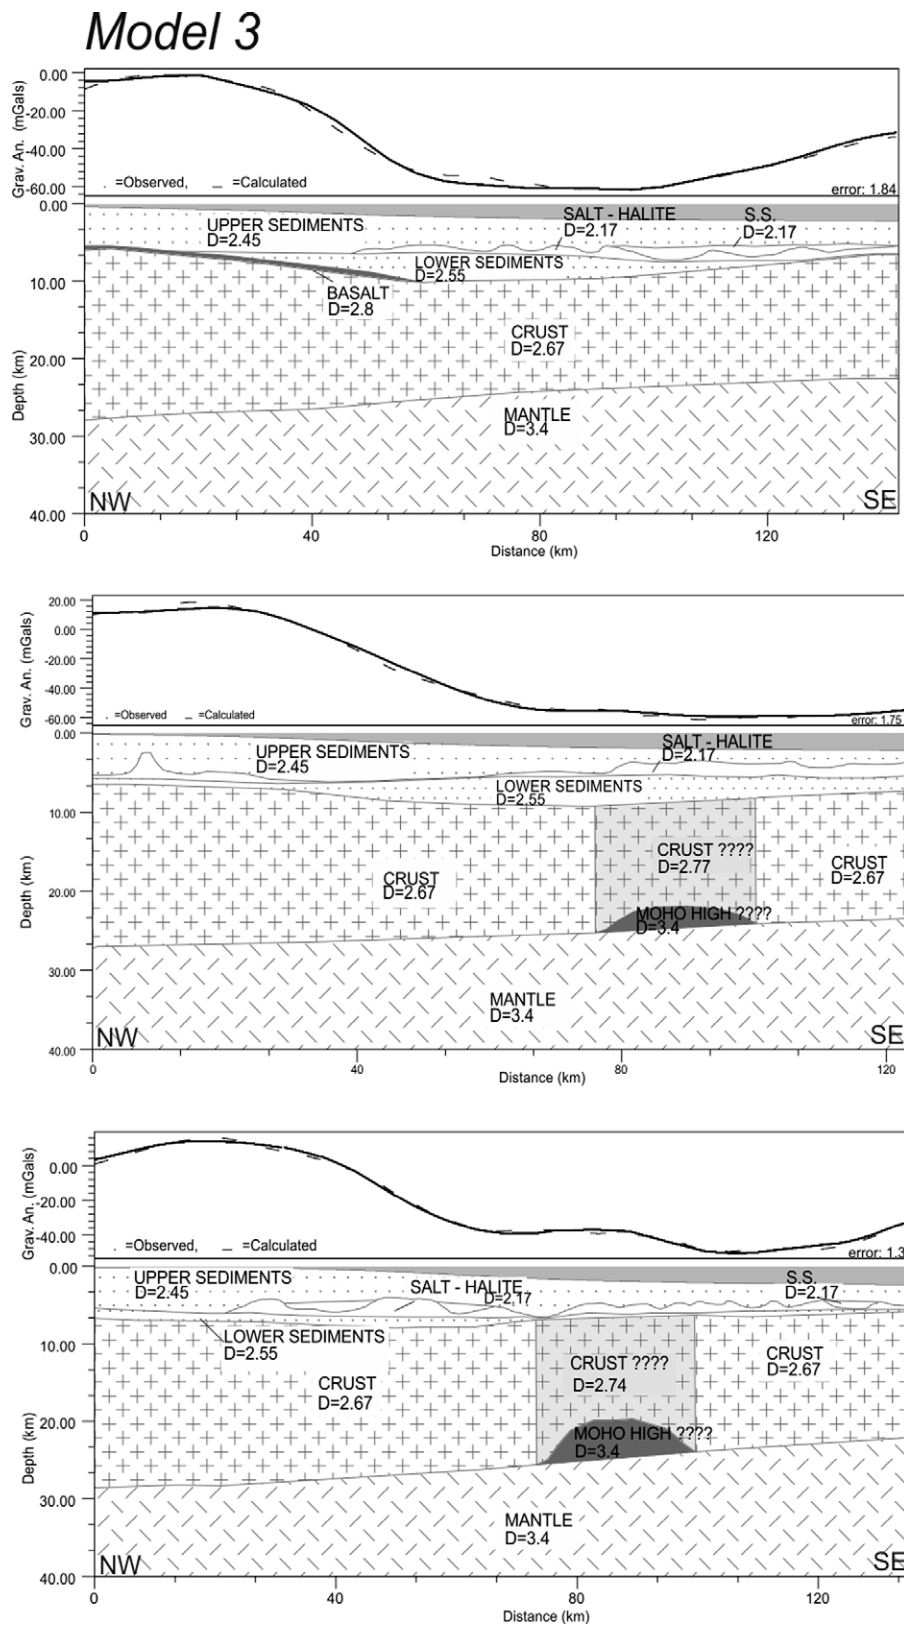 Model 3
Grav. An. (mGals)
0.00
-20.00
-40.00
-60.00
=Observed, =Calculated
error: 1.84
0.00
10.00
20.00
30.00
40.00
Depth (km)
UPPER SEDIMENTS
D=2.45
SALT - HALITE
D=2.17
S.S.
D=2.17
LOWER SEDIMENTS
D=2.55
BASALT
D=2.8
CRUST
D=2.67
MANTLE
D=3.4
NW
SE
0 40 80 120
Distance (km)
Grav. An. (mGals)
20.00
0.00
-20.00
-40.00
-60.00
=Observed =Calculated
error: 1.75
0.00
10.00
20.00
30.00
40.00
Depth (km)
UPPER SEDIMENTS
D=2.45
SALT - HALITE
D=2.17
LOWER SEDIMENTS
D=2.55
CRUST
D=2.67
CRUST ????
D=2.77
CRUST
D=2.67
MOHO HIGH ????
D=3.4
MANTLE
D=3.4
NW
SE
0 40 80 120
Distance (km)
Grav. An. (mGals)
0.00
-20.00
-40.00
=Observed, =Calculated
error: 1.3
0.00
10.00
20.00
30.00
40.00
Depth (km)
UPPER SEDIMENTS
D=2.45
SALT - HALITE
D=2.17
S.S.
D=2.17
LOWER SEDIMENTS
D=2.55
CRUST
D=2.67
CRUST ????
D=2.74
CRUST
D=2.67
MOHO HIGH ????
D=3.4
MANTLE
D=3.4
NW
SE
0 40 80 120
Distance (km)